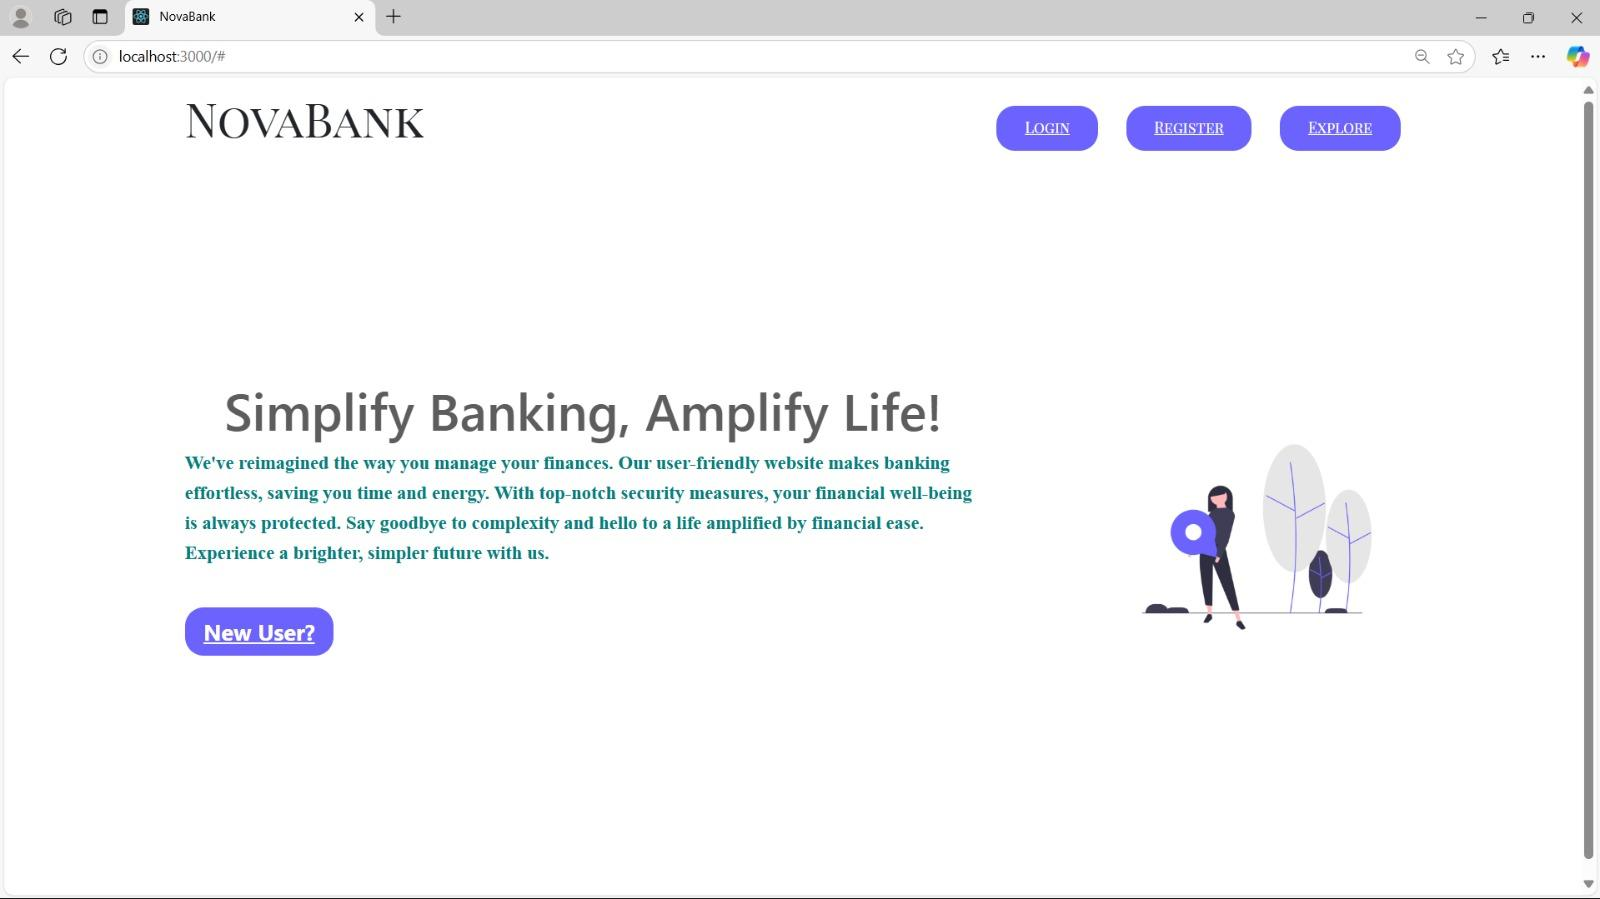 NovaBank
localhost:3000/#
NovaBank
Login Register Explore
Simplify Banking, Amplify Life!
We've reimagined the way you manage your finances. Our user-friendly website makes banking
effortless, saving you time and energy. With top-notch security measures, your financial well-being
is always protected. Say goodbye to complexity and hello to a life amplified by financial ease.
Experience a brighter, simpler future with us.
New User?